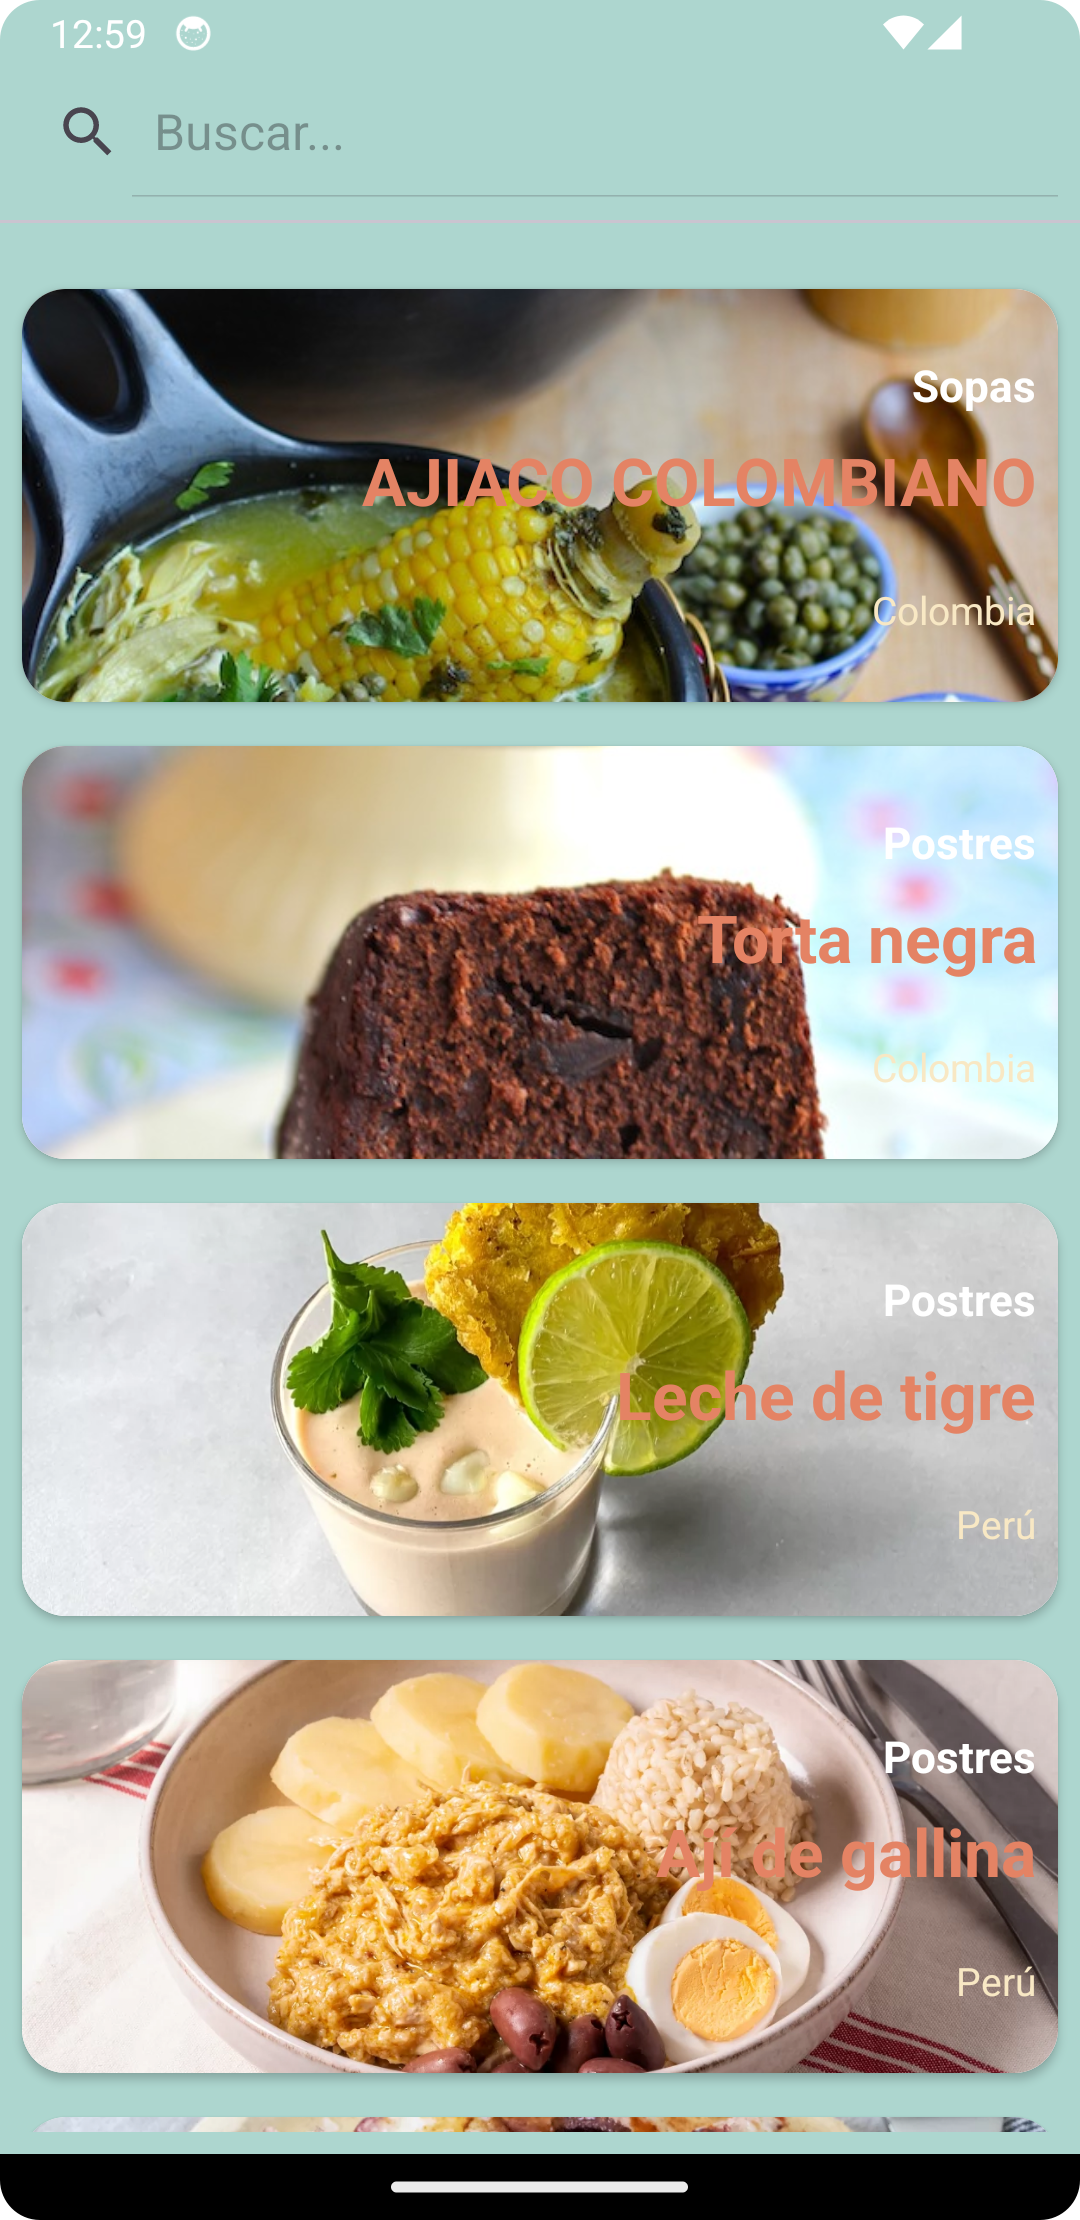 12:59
Buscar...
Sopas
AJIACO COLOMBIANO
Colombia
Postres
Torta negra
Colombia
Postres
Leche de tigre
Perú
Postres
Ají de gallina
Perú